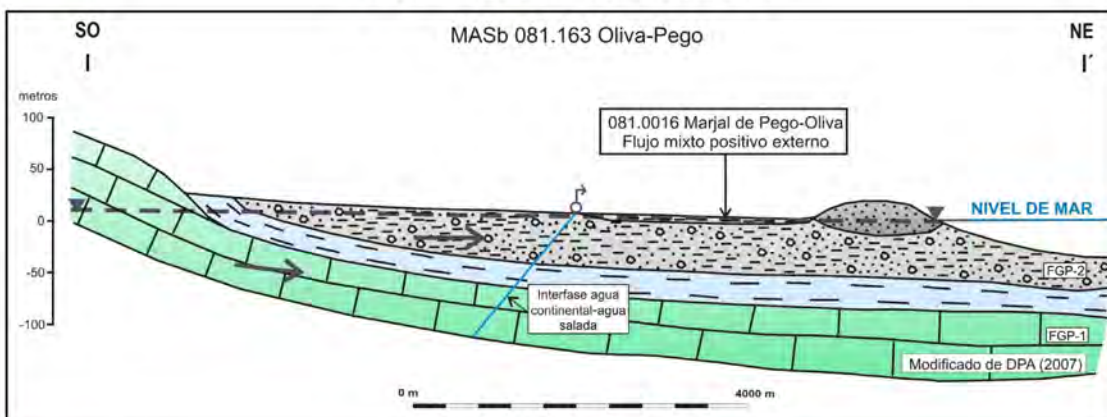 SO
I
MASb 081.163 Oliva-Pego
NE
I´
metros
100
50
0
-50
-100
081.0016 Marjal de Pego-Oliva
Flujo mixto positivo externo
NIVEL DE MAR
Interfase agua
continental-agua
salada
FGP-2
FGP-1
Modificado de DPA (2007)
0 m
4000 m